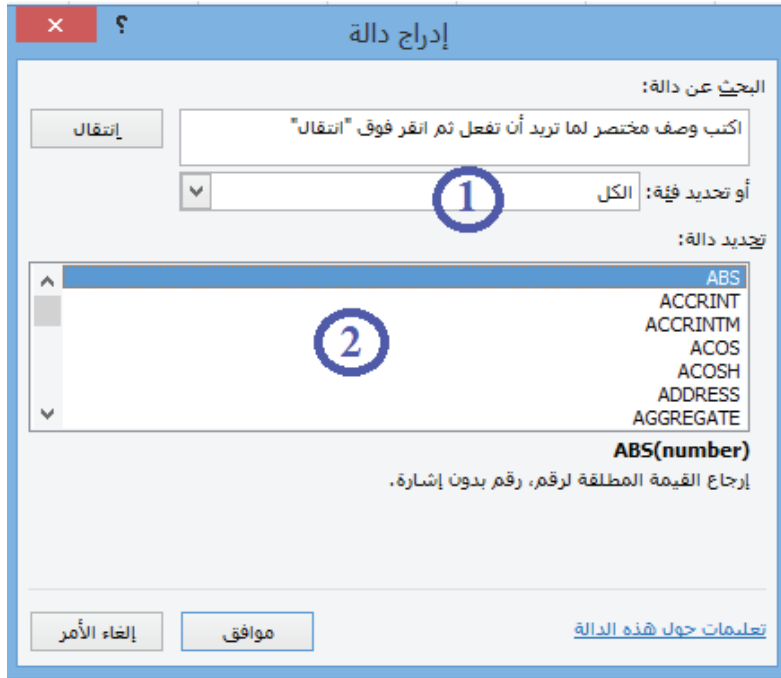 إدراج دالة
؟
×
البحث عن دالة:
اكتب وصف مختصر لما تريد أن تفعل ثم انقر فوق "انتقال"
إنتقال
أو تحديد فئة:
الكل
1
تحديد دالة:
ABS
ACCRINT
ACCRINTM
ACOS
ACOSH
ADDRESS
AGGREGATE
2
ABS(number)
إرجاع القيمة المطلقة لرقم، رقم بدون إشارة.
تعليمات حول هذه الدالة
موافق
إلغاء الأمر